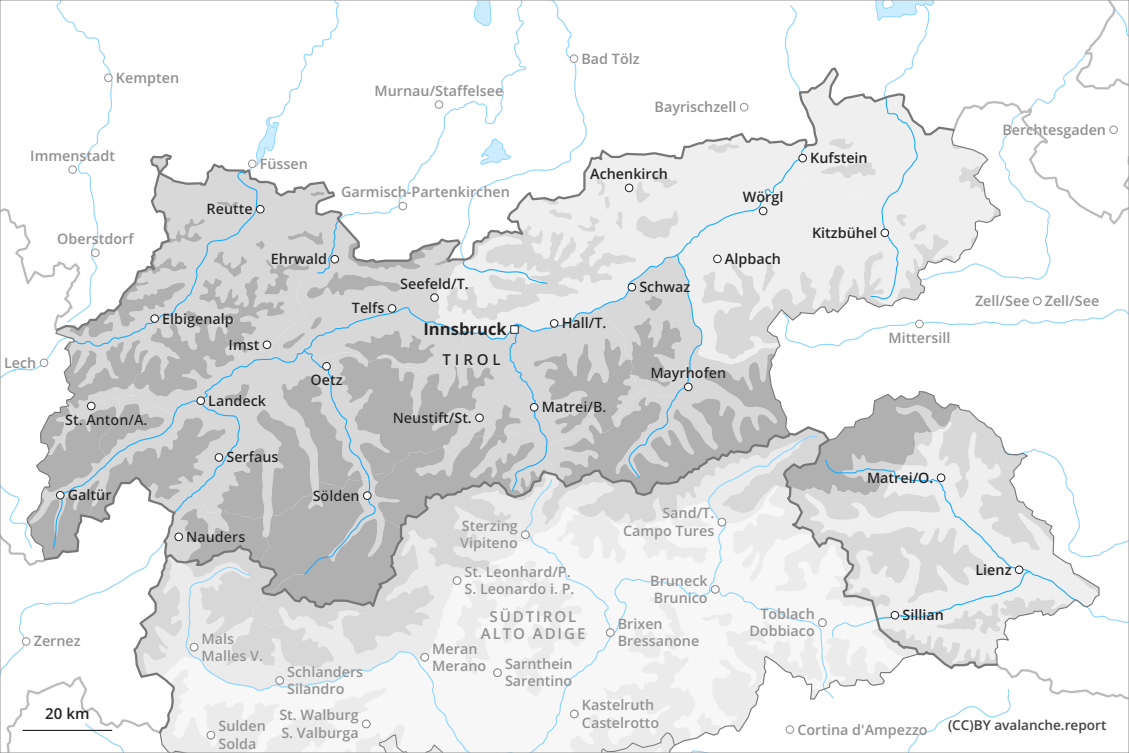 Kempten
Bad Tölz
Murnau/Staffelsee
Bayrischzell
Berchtesgaden
Immenstadt
Füssen
Kufstein
Achenkirch
Garmisch-Partenkirchen
Wörgl
Reutte
Kitzbühel
Oberstdorf
Ehrwald
Alpbach
Seefeld/T.
Schwaz
Zell/See
Zell/See
Telfs
Elbigenalp
Innsbruck
Hall/T.
Mittersill
Imst
TIROL
Lech
Oetz
Mayrhofen
Landeck
Matrei/B.
St. Anton/A.
Neustift/St.
Serfaus
Matrei/O.
Galtür
Sölden
Sand/T.
Campo Tures
Sterzing
Vipiteno
Nauders
Lienz
St. Leonhard/P.
S. Leonardo i. P.
Bruneck
Brunico
SÜDTIROL
ALTO ADIGE
Toblach
Dobbiaco
Sillian
Brixen
Bressanone
Zernez
Mals
Malles V.
Meran
Merano
Sarnthein
Sarentino
Schlanders
Silandro
Kastelruth
Castelrotto
St. Walburg
S. Valburga
20 km
Sulden
Solda
Cortina d'Ampezzo
(CC)BY avalanche.report